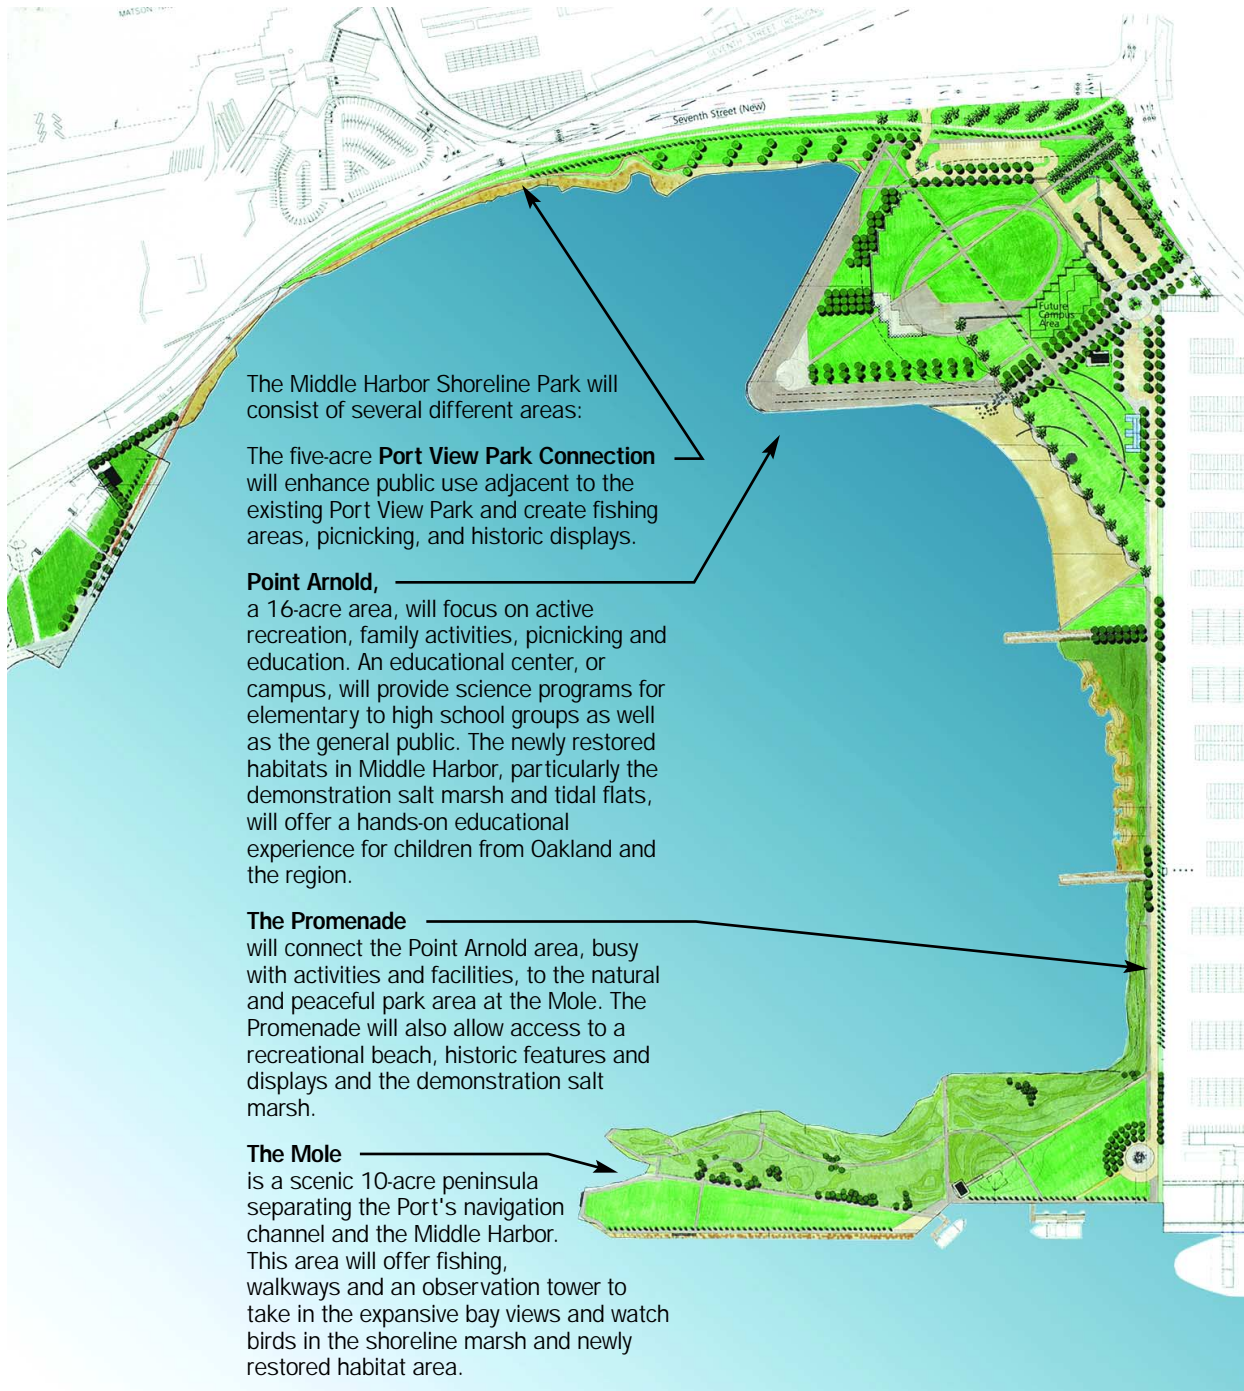 MATSON
SEVENTH STREET
Seventh Street (New)
Future
Campus
Area
The Middle Harbor Shoreline Park will
consist of several different areas:
The five-acre Port View Park Connection
will enhance public use adjacent to the
existing Port View Park and create fishing
areas, picnicking, and historic displays.
Point Arnold,
a 16-acre area, will focus on active
recreation, family activities, picnicking and
education. An educational center, or
campus, will provide science programs for
elementary to high school groups as well
as the general public. The newly restored
habitats in Middle Harbor, particularly the
demonstration salt marsh and tidal flats,
will offer a hands-on educational
experience for children from Oakland and
the region.
The Promenade
will connect the Point Arnold area, busy
with activities and facilities, to the natural
and peaceful park area at the Mole. The
Promenade will also allow access to a
recreational beach, historic features and
displays and the demonstration salt
marsh.
The Mole
is a scenic 10-acre peninsula
separating the Port's navigation
channel and the Middle Harbor.
This area will offer fishing,
walkways and an observation tower to
take in the expansive bay views and watch
birds in the shoreline marsh and newly
restored habitat area.